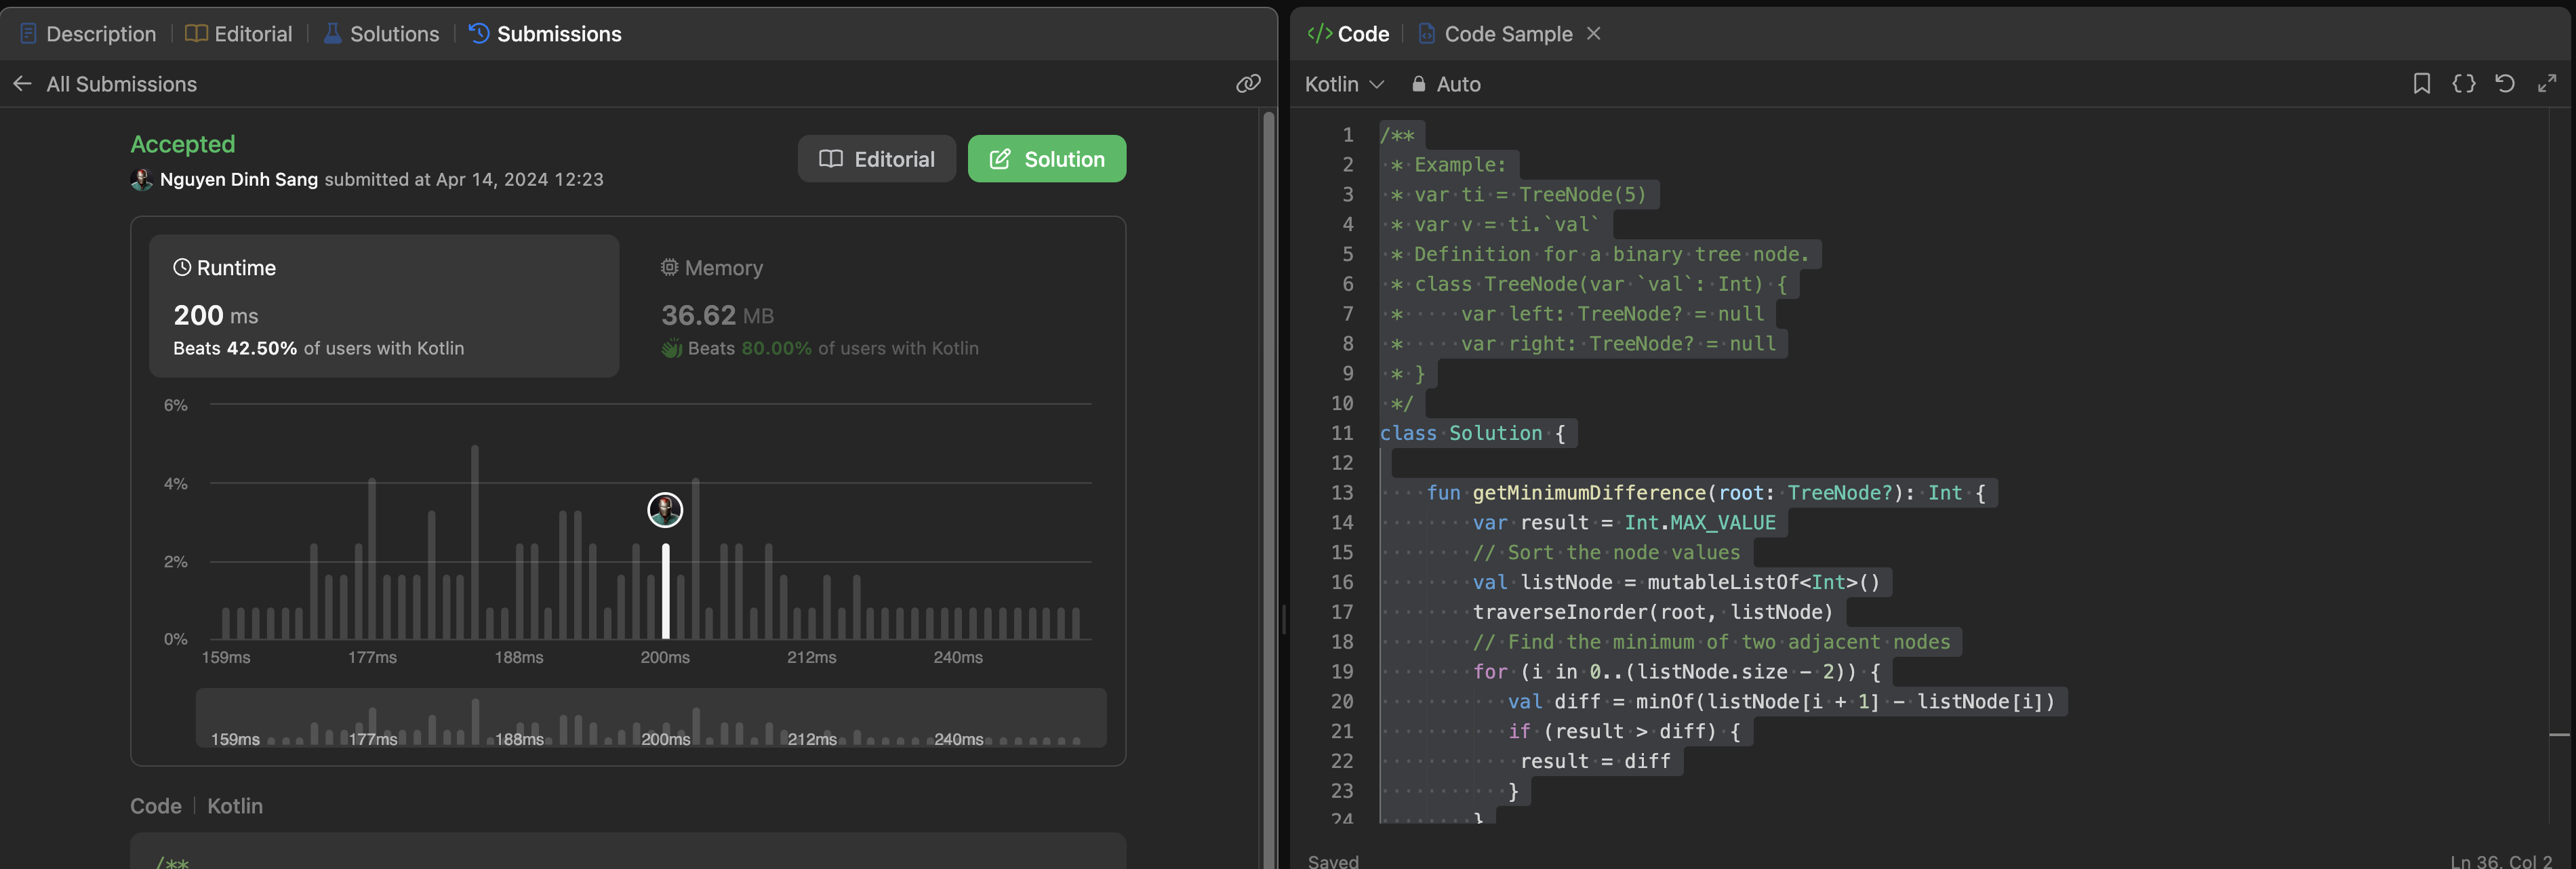 Description Editorial Solutions Submissions
All Submissions
Accepted
Nguyen Dinh Sang submitted at Apr 14, 2024 12:23
Editorial
Solution
Runtime
200 ms
Beats 42.50% of users with Kotlin
Memory
36.62 MB
Beats 80.00% of users with Kotlin
6%
4%
2%
0%
159ms 177ms 188ms 200ms 212ms 240ms
159ms 177ms 188ms 200ms 212ms 240ms
Code Kotlin
/**
</> Code Code Sample
Kotlin Auto
1 /**
2 * Example:
3 * var ti = TreeNode(5)
4 * var v = ti.`val`
5 * Definition for a binary tree node.
6 * class TreeNode(var `val`: Int) {
7 *     var left: TreeNode? = null
8 *     var right: TreeNode? = null
9 * }
10 */
11 class Solution {
12
13     fun getMinimumDifference(root: TreeNode?): Int {
14         var result = Int.MAX_VALUE
15         // Sort the node values
16         val listNode = mutableListOf<Int>()
17         traverseInorder(root, listNode)
18         // Find the minimum of two adjacent nodes
19         for (i in 0..(listNode.size - 2)) {
20            val diff = minOf(listNode[i + 1] - listNode[i])
21            if (result > diff) {
22             result = diff
23            }
24         }
Saved
Ln 36, Col 2